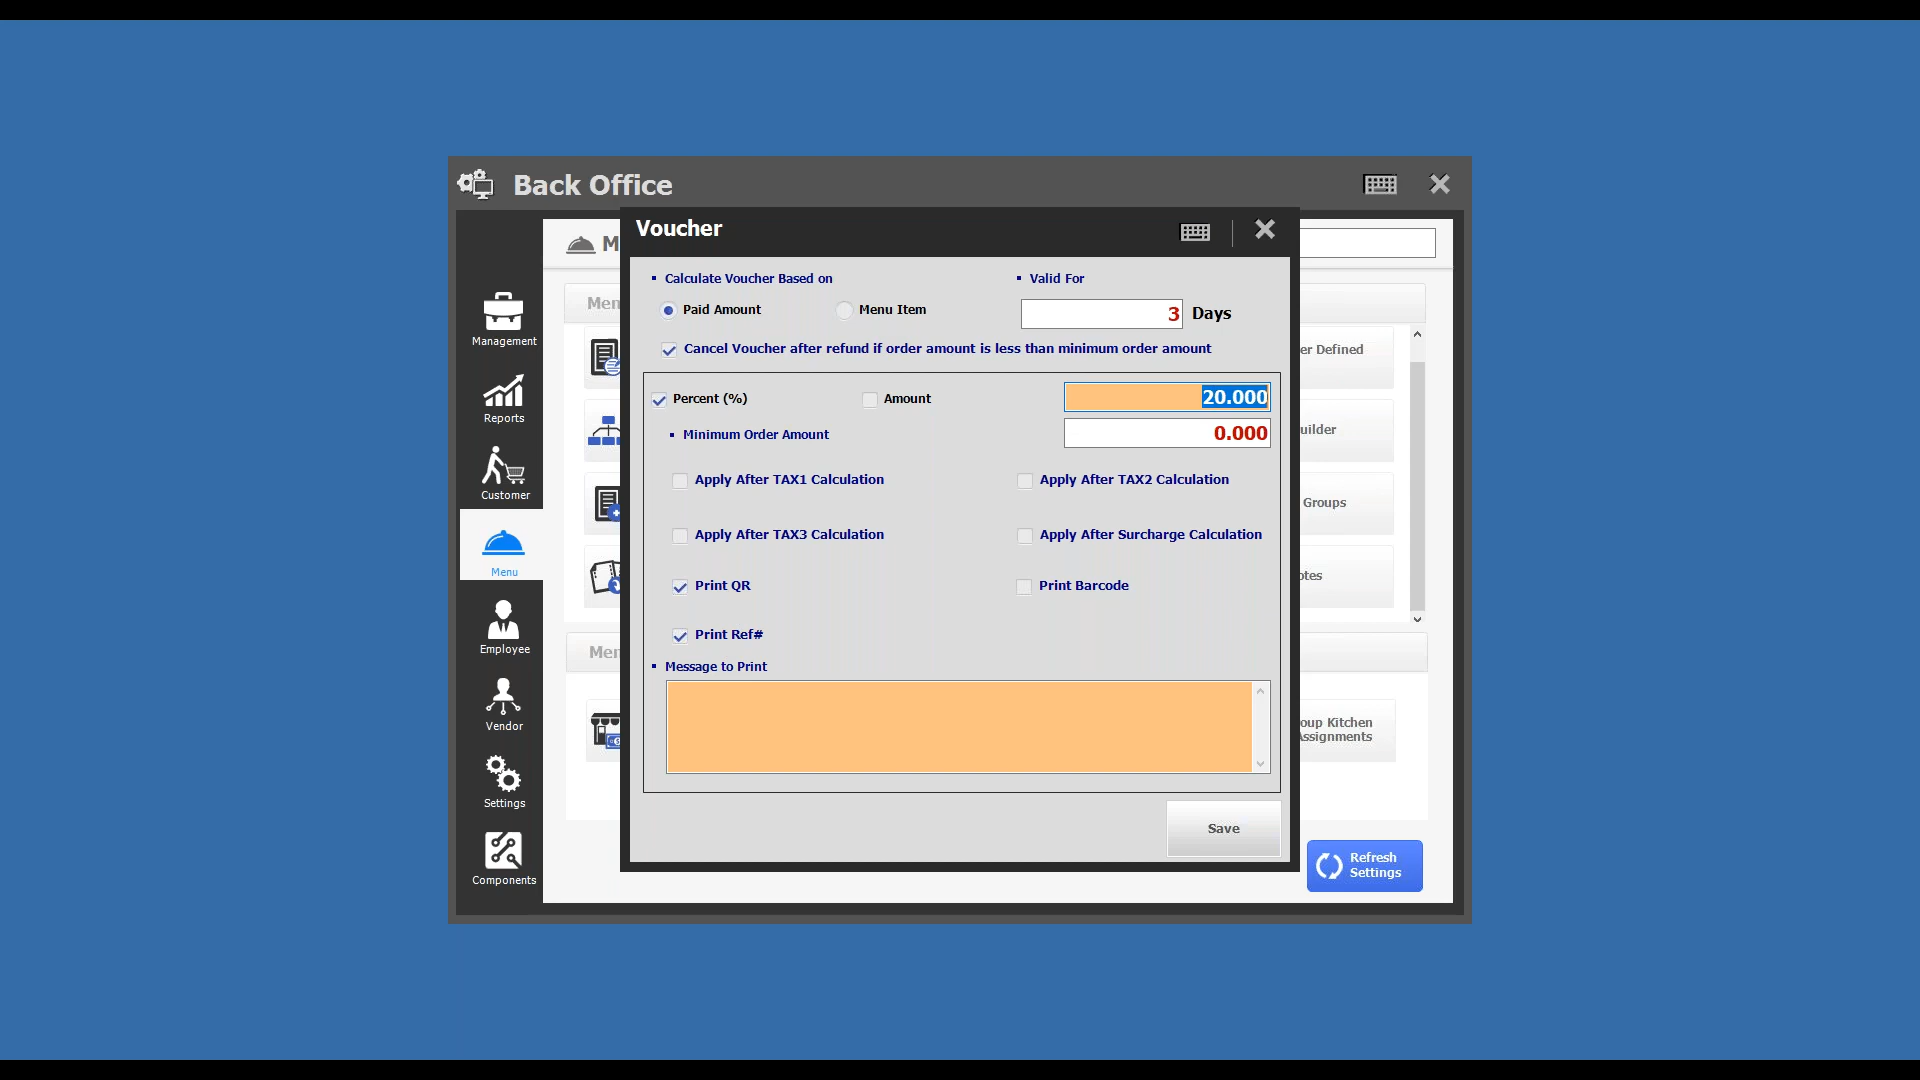 Back Office
Voucher
M
Calculate Voucher Based on
Valid For
Paid Amount
Menu Item
3 Days
Cancel Voucher after refund if order amount is less than minimum order amount
Percent (%)
Amount
20.000
Minimum Order Amount
0.000
Apply After TAX1 Calculation
Apply After TAX2 Calculation
Apply After TAX3 Calculation
Apply After Surcharge Calculation
Print QR
Print Barcode
Print Ref#
Message to Print
Save
Management
Reports
Customer
Menu
Employee
Vendor
Settings
Components
Men
er Defined
uilder
Groups
otes
Men
oup Kitchen
Assignments
Refresh
Settings